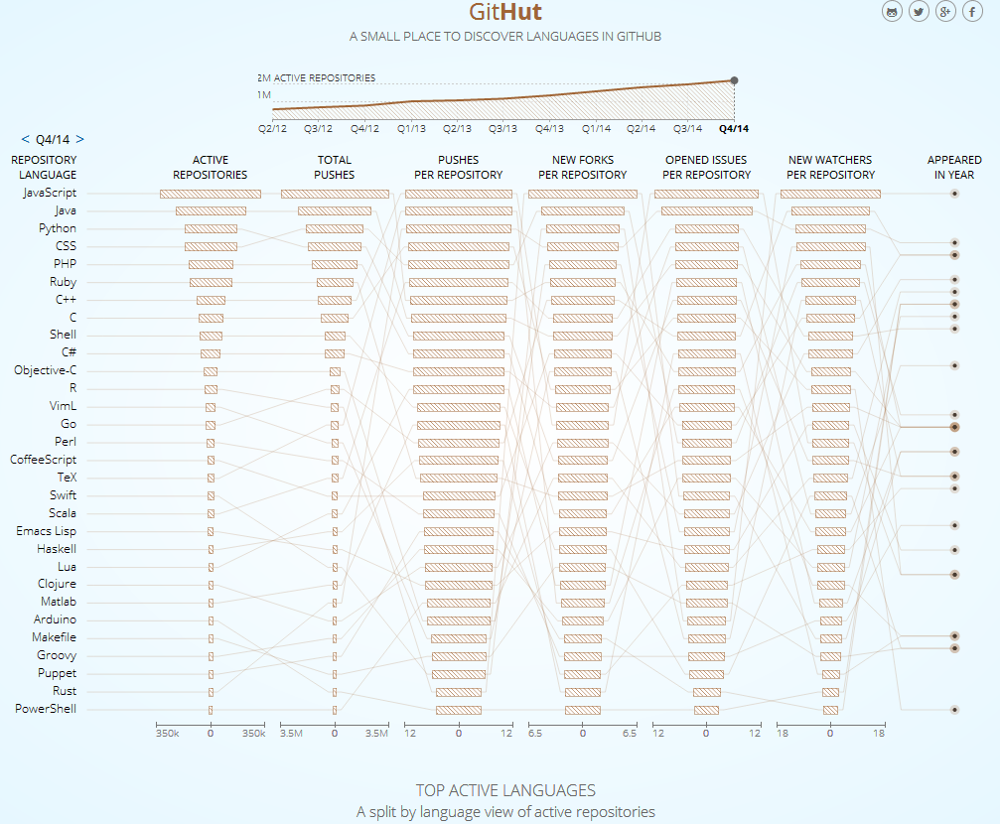 GitHut
A SMALL PLACE TO DISCOVER LANGUAGES IN GITHUB
2M ACTIVE REPOSITORIES
1M
Q2/12 Q3/12 Q4/12 Q1/13 Q2/13 Q3/13 Q4/13 Q1/14 Q2/14 Q3/14 Q4/14
< Q4/14 >
REPOSITORY LANGUAGE
ACTIVE REPOSITORIES
TOTAL PUSHES
PUSHES PER REPOSITORY
NEW FORKS PER REPOSITORY
OPENED ISSUES PER REPOSITORY
NEW WATCHERS PER REPOSITORY
APPEARED IN YEAR
JavaScript
Java
Python
CSS
PHP
Ruby
C++
C
Shell
C#
Objective-C
R
VimL
Go
Perl
CoffeeScript
TeX
Swift
Scala
Emacs Lisp
Haskell
Lua
Clojure
Matlab
Arduino
Makefile
Groovy
Puppet
Rust
PowerShell
350k 0 350k 3.5M 0 3.5M 12 0 12 6.5 0 6.5 12 0 12 18 0 18
TOP ACTIVE LANGUAGES
A split by language view of active repositories